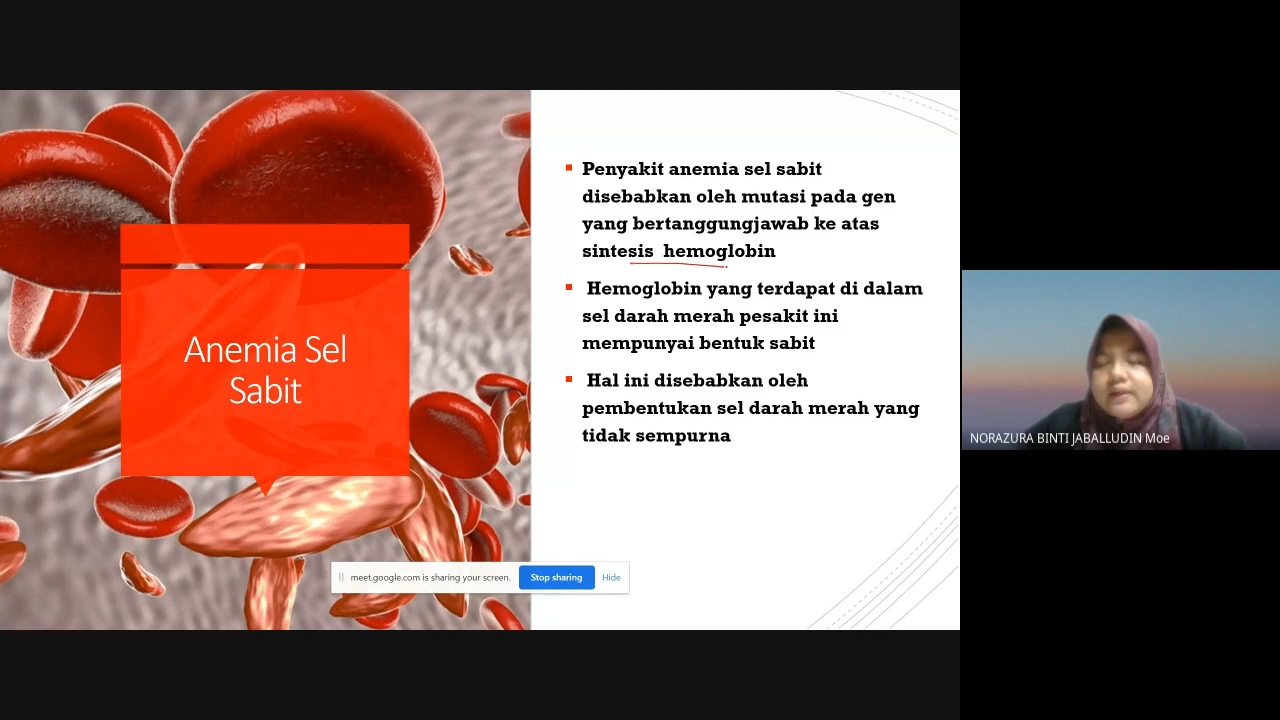 Anemia Sel
Sabit
Penyakit anemia sel sabit
disebabkan oleh mutasi pada gen
yang bertanggungjawab ke atas
sintesis hemoglobin
Hemoglobin yang terdapat di dalam
sel darah merah pesakit ini
mempunyai bentuk sabit
Hal ini disebabkan oleh
pembentukan sel darah merah yang
tidak sempurna
meet.google.com is sharing your screen. Stop sharing Hide
NORAZURA BINTI JABALLUDIN Moe